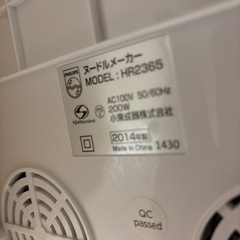 PHILIPS
ヌードルメーカー
MODEL: HR2365
AC100V 50/60Hz
200W
小泉成器株式会社
2014年製
Made in China 1430
QC
passed